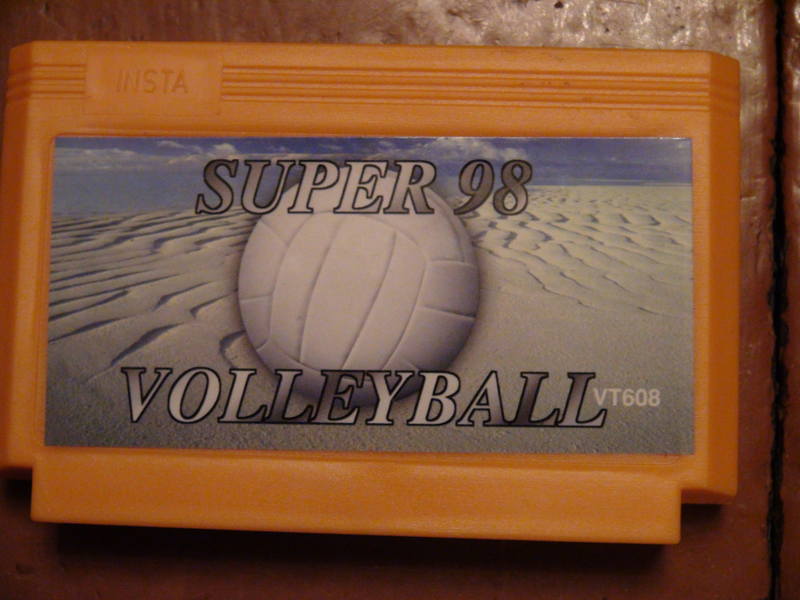 INSTA
SUPER 98
VOLLEYBALL
VT608